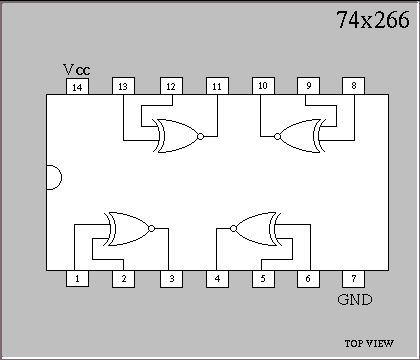 74x266
Vcc
14 13 12 11 10 9 8
1 2 3 4 5 6 7
GND
TOP VIEW